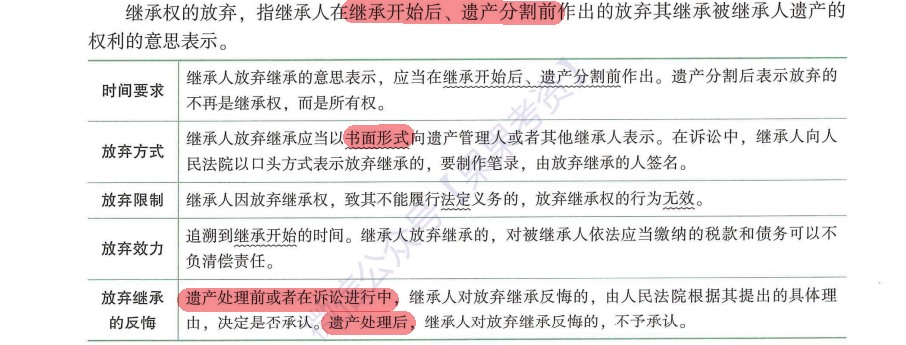 继承权的放弃，指继承人在继承开始后、遗产分割前作出的放弃其继承被继承人遗产的
权利的意思表示。
时间要求
继承人放弃继承的意思表示，应当在继承开始后、遗产分割前作出。遗产分割后表示放弃的
不再是继承权，而是所有权。
放弃方式
继承人放弃继承应当以书面形式向遗产管理人或者其他继承人表示。在诉讼中，继承人向人
民法院以口头方式表示放弃继承的，要制作笔录，由放弃继承的人签名。
放弃限制
继承人因放弃继承权，致其不能履行法定义务的，放弃继承权的行为无效。
放弃效力
追溯到继承开始的时间。继承人放弃继承的，对被继承人依法应当缴纳的税款和债务可以不
负清偿责任。
放弃继承
的反悔
遗产处理前或者在诉讼进行中，继承人对放弃继承反悔的，由人民法院根据其提出的具体理
由，决定是否承认。遗产处理后，继承人对放弃继承反悔的，不予承认。
微信公众号【果果考资】